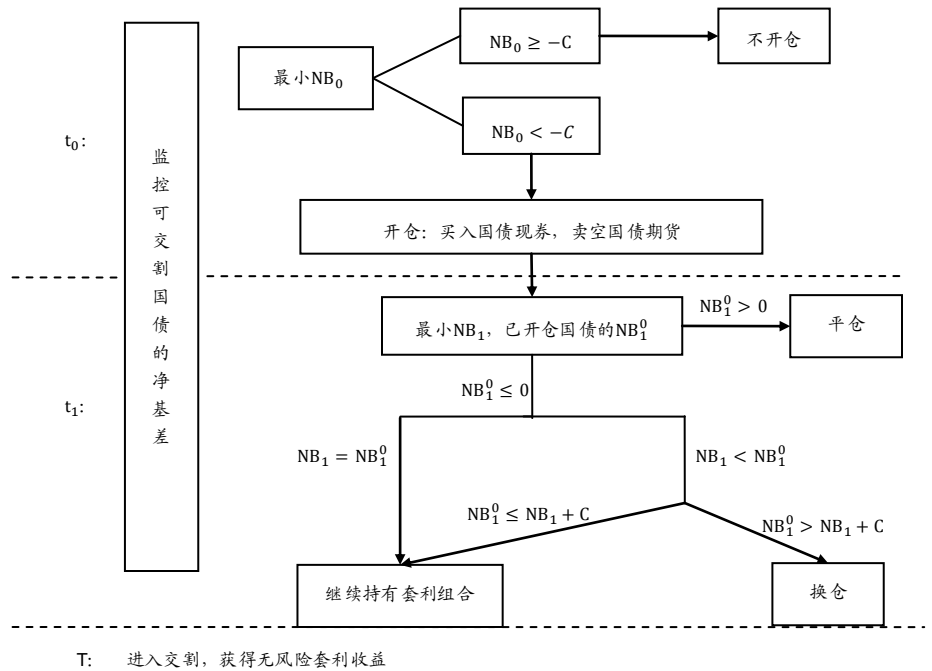 NB₀ ≥ −C
不开仓
最小NB₀
NB₀ < −C
t₀:
监控可交割国债的净基差
开仓：买入国债现券，卖空国债期货
NB₁⁰ > 0
最小NB₁，已开仓国债的NB₁⁰
平仓
NB₁⁰ ≤ 0
t₁:
NB₁ = NB₁⁰
NB₁ < NB₁⁰
NB₁⁰ ≤ NB₁ + C
NB₁⁰ > NB₁ + C
继续持有套利组合
换仓
T: 进入交割，获得无风险套利收益